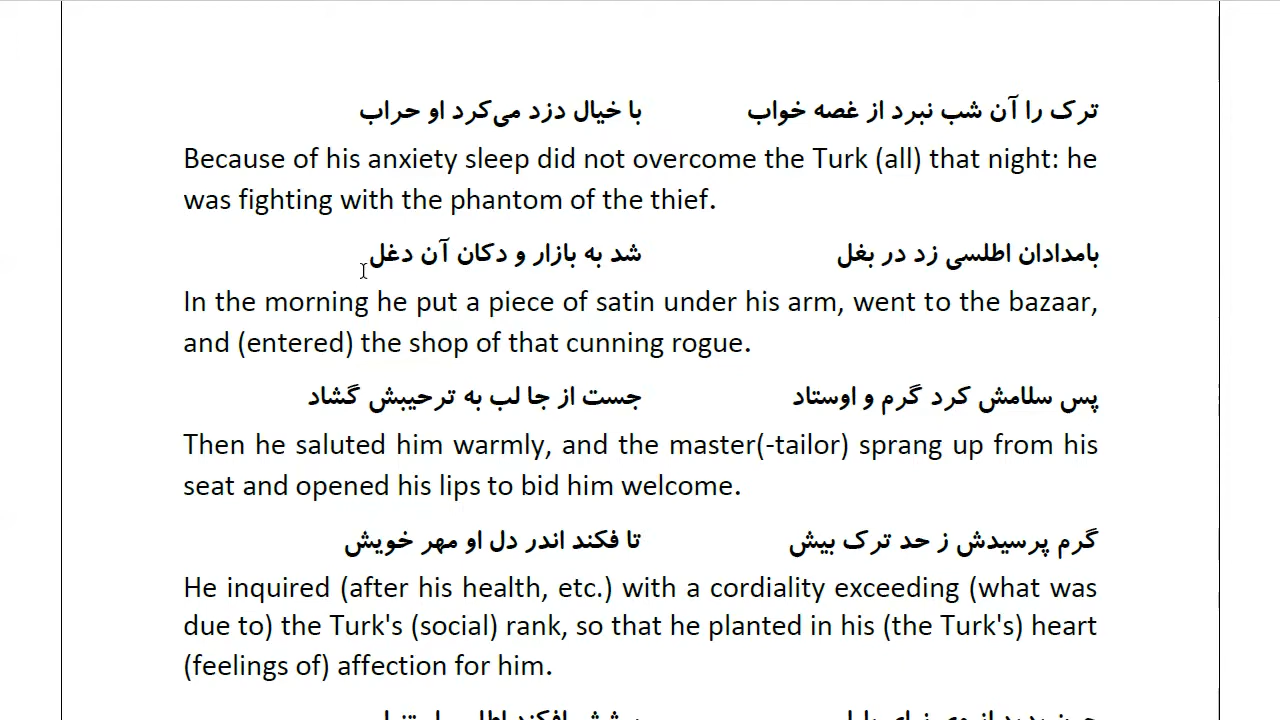 ترک را آن شب نبرد از غصه خواب با خیال دزد می‌کرد او حراب
Because of his anxiety sleep did not overcome the Turk (all) that night: he
was fighting with the phantom of the thief.
بامدادان اطلسی زد در بغل شد به بازار و دکان آن دغل
In the morning he put a piece of satin under his arm, went to the bazaar,
and (entered) the shop of that cunning rogue.
پس سلامش کرد گرم و اوستاد جست از جا لب به ترحیبش گشاد
Then he saluted him warmly, and the master(-tailor) sprang up from his
seat and opened his lips to bid him welcome.
گرم پرسیدش ز حد ترک بیش تا فکند اندر دل او مهر خویش
He inquired (after his health, etc.) with a cordiality exceeding (what was
due to) the Turk's (social) rank, so that he planted in his (the Turk's) heart
(feelings of) affection for him.